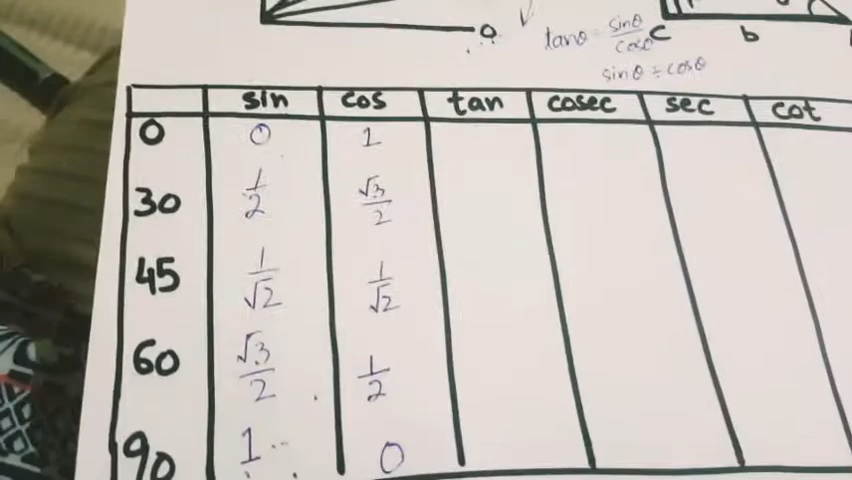 tanθ = sinθ/cosθ
c
b
sinθ ÷ cosθ
sin cos tan cosec sec cot
0 0 1
30 1/2 √3/2
45 1/√2 1/√2
60 √3/2 1/2
90 1 0